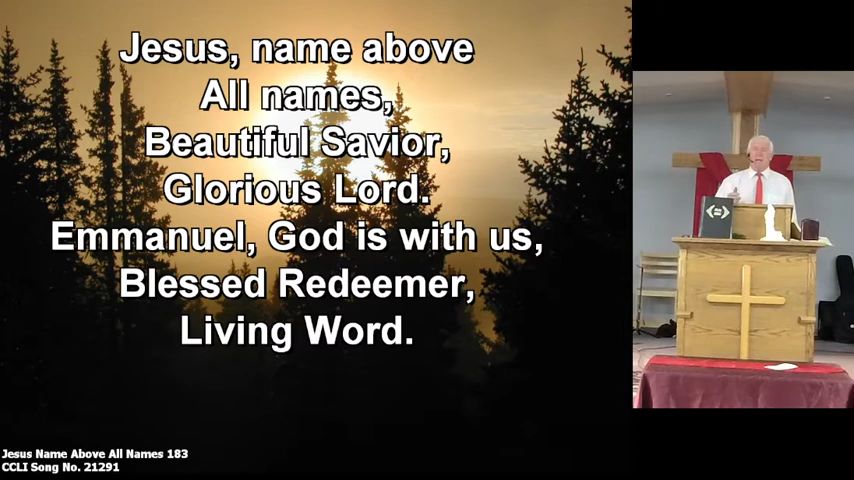 Jesus, name above
All names,
Beautiful Savior,
Glorious Lord.
Emmanuel, God is with us,
Blessed Redeemer,
Living Word.
Jesus Name Above All Names 183
CCLI Song No. 21291